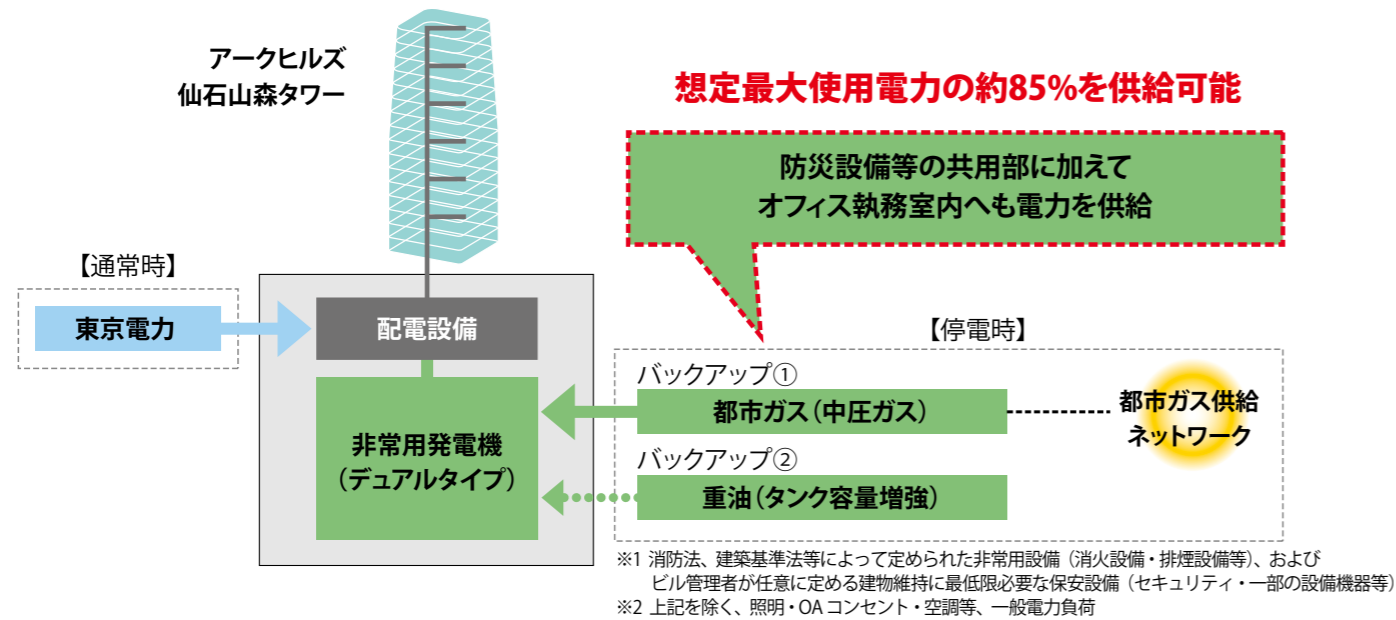 アークヒルズ
仙石山森タワー
想定最大使用電力の約85%を供給可能
防災設備等の共用部に加えて
オフィス執務室内へも電力を供給
【通常時】
東京電力
配電設備
【停電時】
バックアップ①
都市ガス（中圧ガス）
都市ガス供給
ネットワーク
非常用発電機
（デュアルタイプ）
バックアップ②
重油（タンク容量増強）
※1 消防法、建築基準法等によって定められた非常用設備（消火設備・排煙設備等）、および
ビル管理者が任意に定める建物維持に最低限必要な保安設備（セキュリティ・一部の設備機器等）
※2 上記を除く、照明・OA コンセント・空調等、一般電力負荷